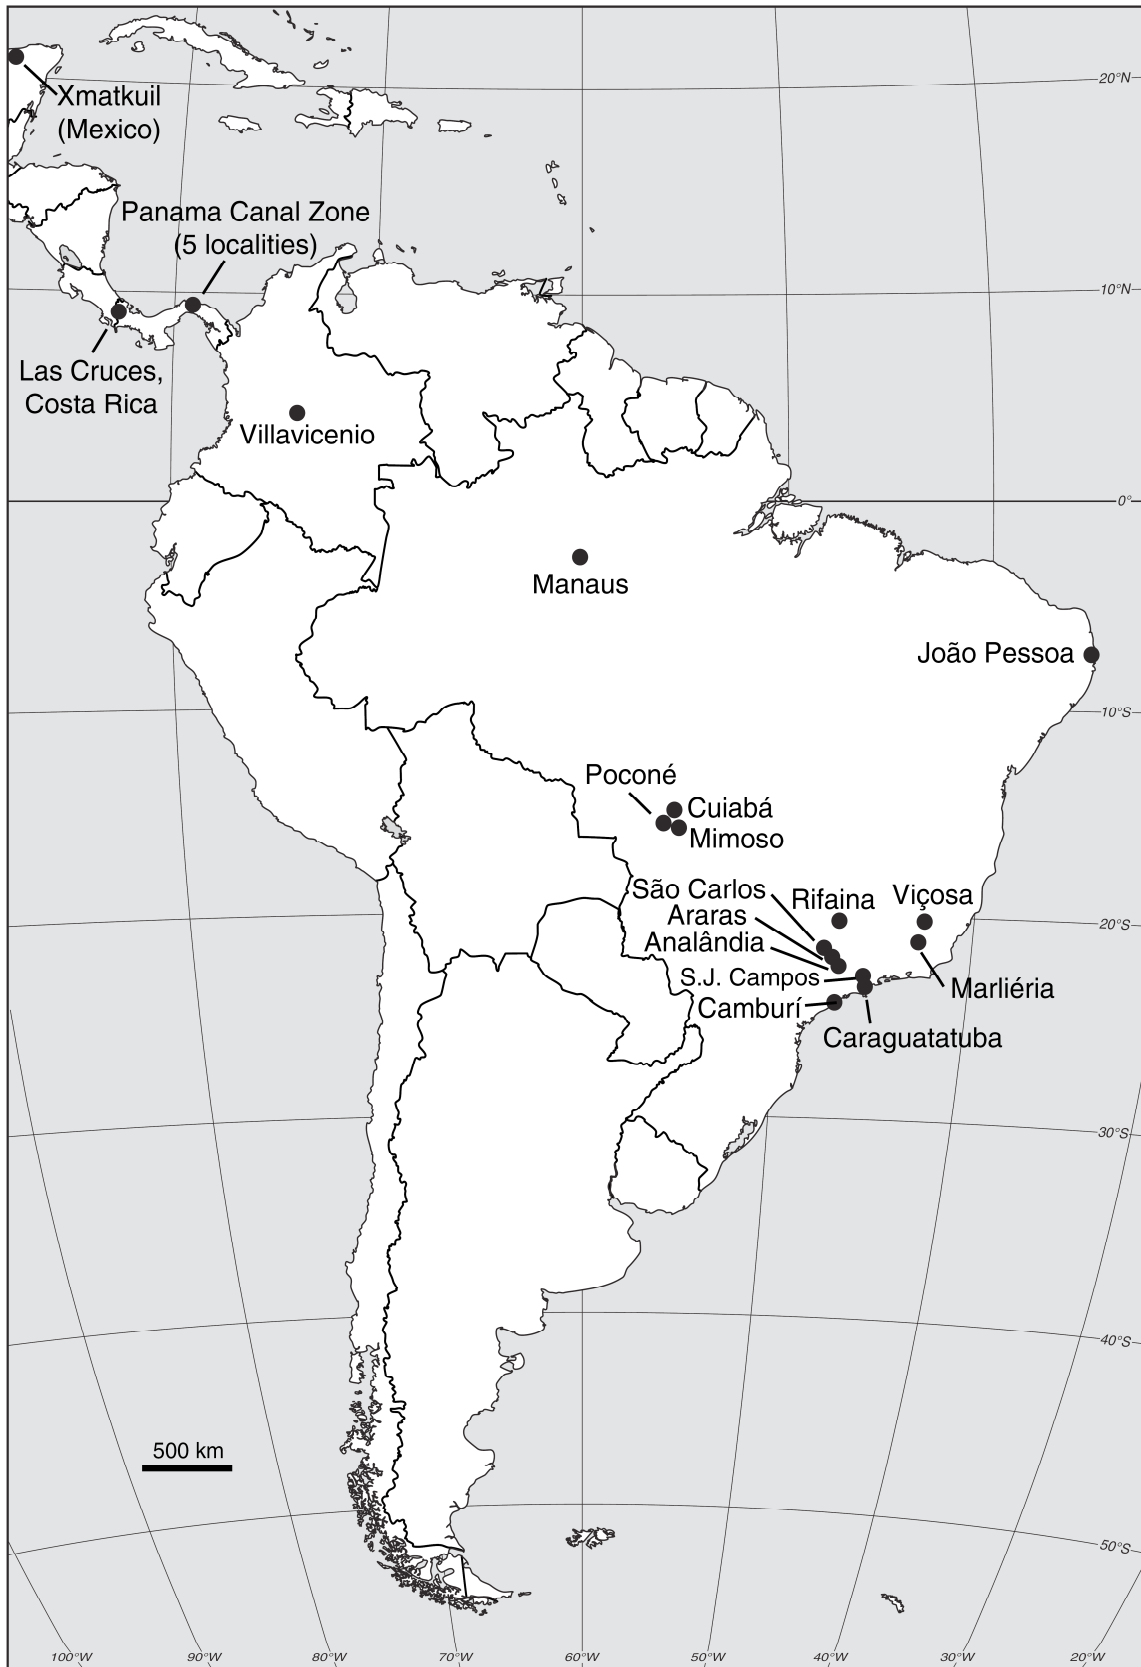 20°N
Xmatkuil
(Mexico)
Panama Canal Zone
(5 localities)
10°N
Las Cruces,
Costa Rica
Villavicenio
0°
Manaus
João Pessoa
10°S
Poconé
Cuiabá
Mimoso
São Carlos
Rifaina
Viçosa
Araras
20°S
Analândia
S.J. Campos
Marliéria
Camburí
Caraguatatuba
30°S
40°S
500 km
50°S
100°W 90°W 80°W 70°W 60°W 50°W 40°W 30°W 20°W